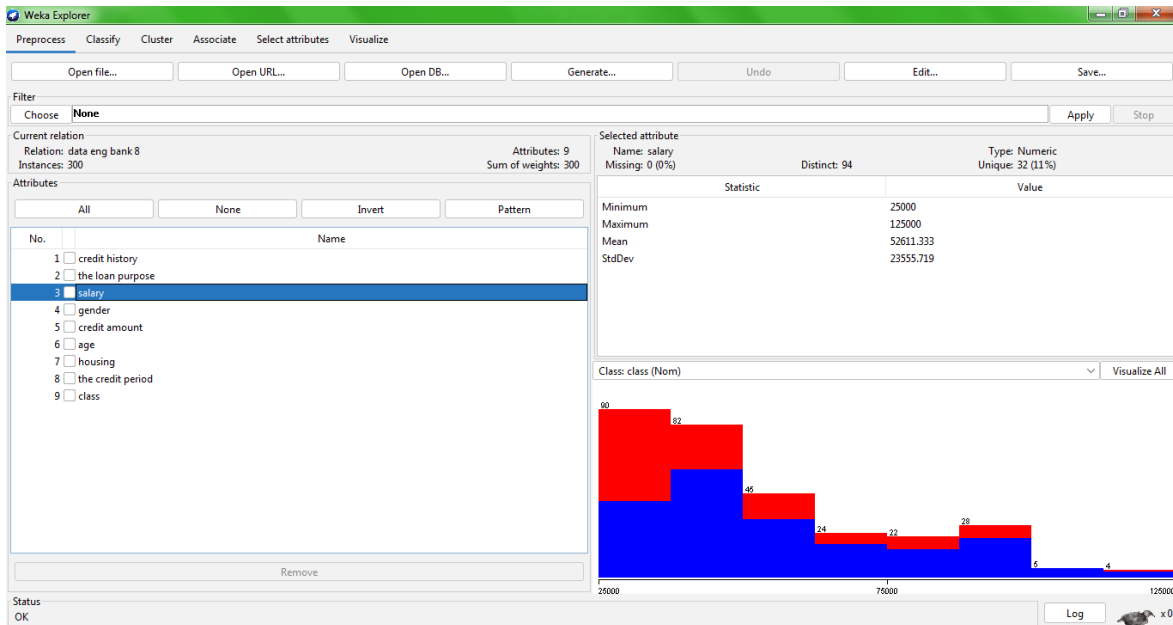 Weka Explorer
Preprocess Classify Cluster Associate Select attributes Visualize
Open file... Open URL... Open DB... Generate... Undo Edit... Save...
Filter
Choose None Apply Stop
Current relation
Relation: data eng bank 8 Attributes: 9
Instances: 300 Sum of weights: 300
Selected attribute
Name: salary Type: Numeric
Missing: 0 (0%) Distinct: 94 Unique: 32 (11%)
Attributes
All None Invert Pattern
No. Name
1 credit history
2 the loan purpose
3 salary
4 gender
5 credit amount
6 age
7 housing
8 the credit period
9 class
Remove
Statistic Value
Minimum 25000
Maximum 125000
Mean 52611.333
StdDev 23555.719
Class: class (Nom) Visualize All
90
82
45
24
22
28
5
4
25000 75000 125000
Status
OK Log x 0